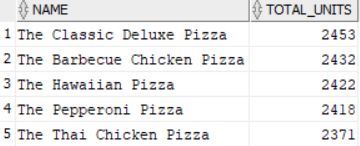 NAME TOTAL_UNITS
1 The Classic Deluxe Pizza 2453
2 The Barbecue Chicken Pizza 2432
3 The Hawaiian Pizza 2422
4 The Pepperoni Pizza 2418
5 The Thai Chicken Pizza 2371